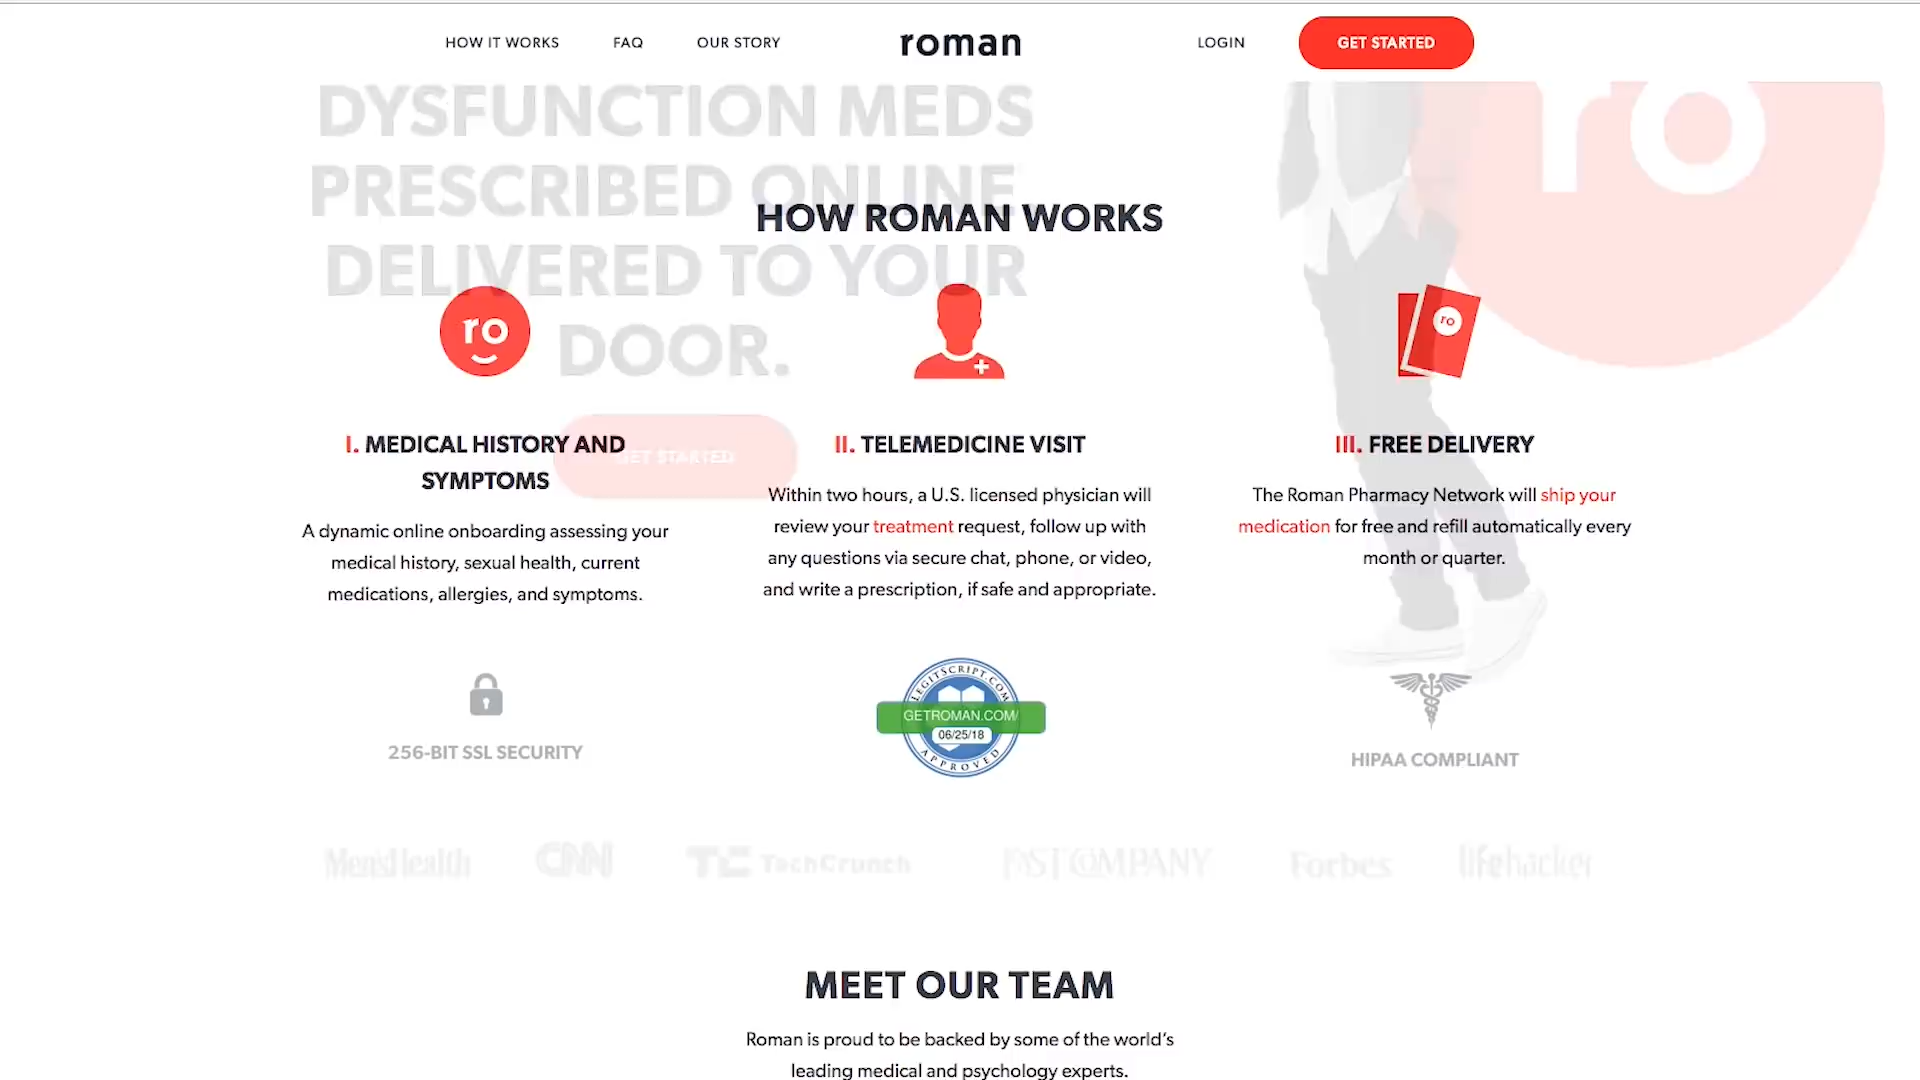 HOW IT WORKS
FAQ
OUR STORY
roman
LOGIN
GET STARTED
DYSFUNCTION MEDS
PRESCRIBED ONLINE
DELIVERED TO YOUR
DOOR.
GET STARTED
ro
HOW ROMAN WORKS
ro
ro
I. MEDICAL HISTORY AND
SYMPTOMS
A dynamic online onboarding assessing your
medical history, sexual health, current
medications, allergies, and symptoms.
II. TELEMEDICINE VISIT
Within two hours, a U.S. licensed physician will
review your treatment request, follow up with
any questions via secure chat, phone, or video,
and write a prescription, if safe and appropriate.
III. FREE DELIVERY
The Roman Pharmacy Network will ship your
medication for free and refill automatically every
month or quarter.
256-BIT SSL SECURITY
LEGITSCRIPT.COM
GETROMAN.COM/
06/25/18
APPROVED
HIPAA COMPLIANT
Men'sHealth
CNN
TC TechCrunch
FAST COMPANY
Forbes
lifehacker
MEET OUR TEAM
Roman is proud to be backed by some of the world's
leading medical and psychology experts.